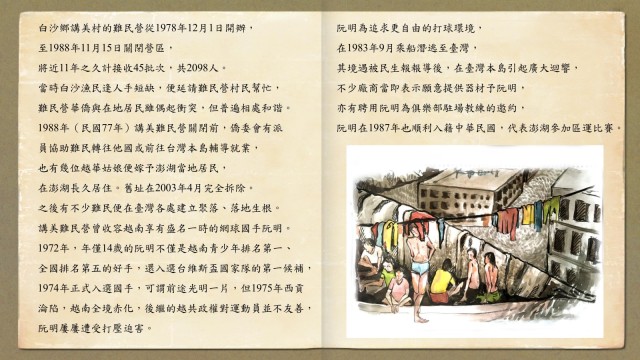 白沙鄉講美村的難民營從1978年12月1日開辦，
至1988年11月15日關閉營區，
將近11年之久計接收45批次，共2098人。
當時白沙漁民逢人手短缺，便延請難民營村民幫忙，
難民營華僑與在地居民雖偶起衝突，但普遍相處和諧。
1988年（民國77年）講美難民營關閉前，僑委會有派
員協助難民轉往他國或前往台灣本島輔導就業，
也有幾位越華姑娘便嫁予澎湖當地居民，
在澎湖長久居住。舊址在2003年4月完全拆除。
之後有不少難民便在臺灣各處建立聚落、落地生根。
講美難民營曾收容越南享有盛名一時的網球國手阮明。
1972年，年僅14歲的阮明不僅是越南青少年排名第一、
全國排名第五的好手，還入選台維斯盃國家隊的第一候補，
1974年正式入選國手，可謂前途光明一片，但1975年西貢
淪陷，越南全境赤化，後繼的越共政權對運動員並不友善，
阮明屢屢遭受打壓迫害。
阮明為追求更自由的打球環境，
在1983年9月乘船潛逃至臺灣，
其境遇被民生報報導後，在臺灣本島引起廣大迴響，
不少廠商當即表示願意提供器材予阮明，
亦有聘用阮明為俱樂部駐場教練的邀約，
阮明在1987年也順利入籍中華民國，代表澎湖參加區運比賽。